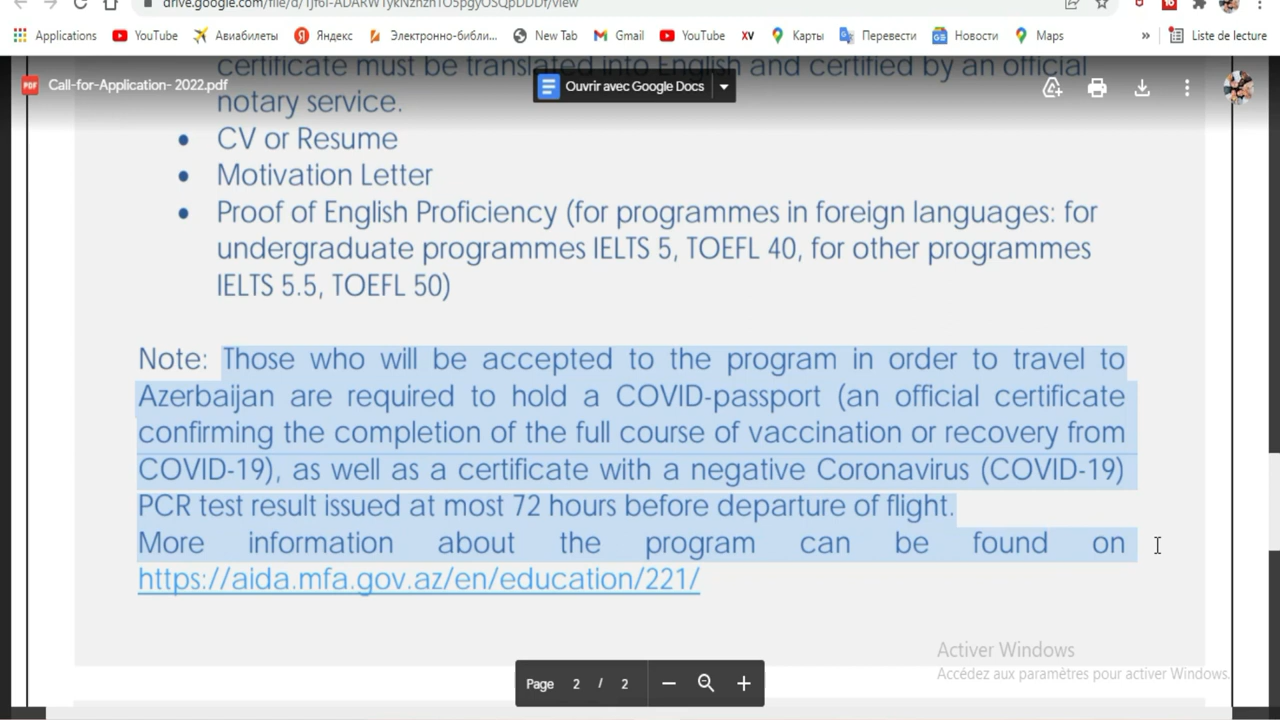 Applications YouTube Авиабилеты Яндекс Электронно-библи... New Tab Gmail YouTube Карты Перевести Новости Maps » Liste de lecture
certificate must be translated into English and certified by an official
PDF Call-for-Application- 2022.pdf Ouvrir avec Google Docs
notary service.
• CV or Resume
• Motivation Letter
• Proof of English Proficiency (for programmes in foreign languages: for
undergraduate programmes IELTS 5, TOEFL 40, for other programmes
IELTS 5.5, TOEFL 50)
Note: Those who will be accepted to the program in order to travel to
Azerbaijan are required to hold a COVID-passport (an official certificate
confirming the completion of the full course of vaccination or recovery from
COVID-19), as well as a certificate with a negative Coronavirus (COVID-19)
PCR test result issued at most 72 hours before departure of flight.
More information about the program can be found on
https://aida.mfa.gov.az/en/education/221/
Activer Windows
Accédez aux paramètres pour activer Windows.
Page 2 / 2